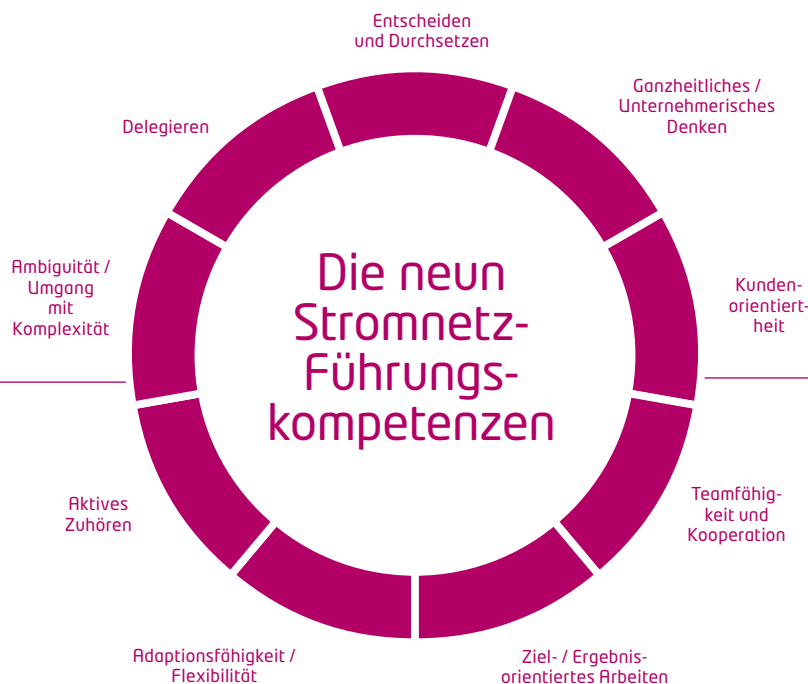 Entscheiden
und Durchsetzen
Ganzheitliches /
Unternehmerisches
Denken
Delegieren
Ambiguität /
Umgang
mit
Komplexität
Die neun
Stromnetz-
Führungs-
kompetenzen
Kunden-
orientiert-
heit
Aktives
Zuhören
Teamfähig-
keit und
Kooperation
Adaptionsfähigkeit /
Flexibilität
Ziel- / Ergebnis-
orientiertes Arbeiten